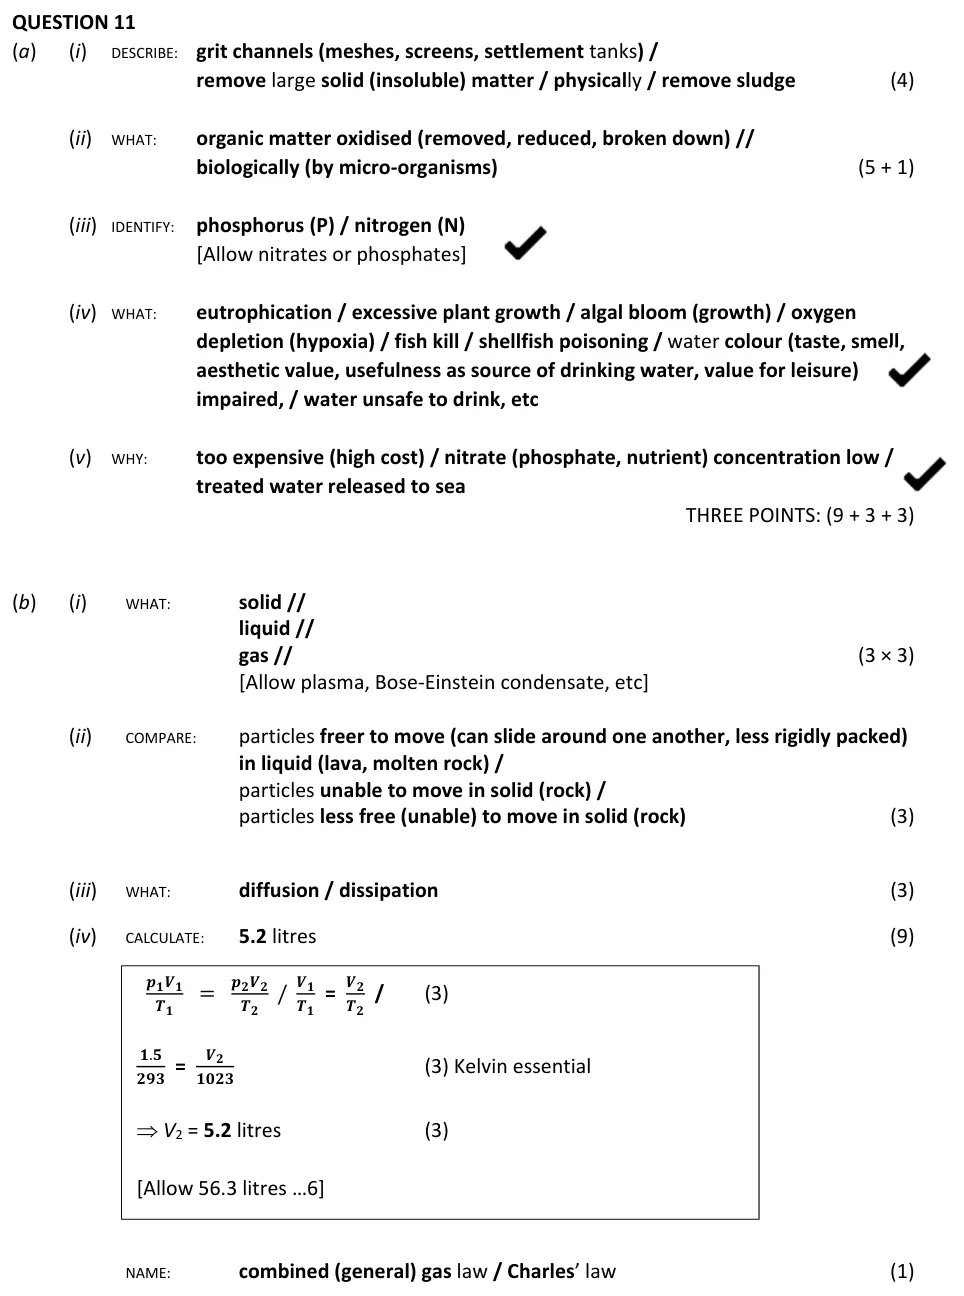 QUESTION 11
(a) (i) DESCRIBE: grit channels (meshes, screens, settlement tanks) /
remove large solid (insoluble) matter / physically / remove sludge (4)
(ii) WHAT: organic matter oxidised (removed, reduced, broken down) //
biologically (by micro-organisms) (5 + 1)
(iii) IDENTIFY: phosphorus (P) / nitrogen (N)
[Allow nitrates or phosphates]
(iv) WHAT: eutrophication / excessive plant growth / algal bloom (growth) / oxygen
depletion (hypoxia) / fish kill / shellfish poisoning / water colour (taste, smell,
aesthetic value, usefulness as source of drinking water, value for leisure)
impaired, / water unsafe to drink, etc
(v) WHY: too expensive (high cost) / nitrate (phosphate, nutrient) concentration low /
treated water released to sea
THREE POINTS: (9 + 3 + 3)
(b) (i) WHAT: solid //
liquid //
gas // (3 × 3)
[Allow plasma, Bose-Einstein condensate, etc]
(ii) COMPARE: particles freer to move (can slide around one another, less rigidly packed)
in liquid (lava, molten rock) /
particles unable to move in solid (rock) /
particles less free (unable) to move in solid (rock) (3)
(iii) WHAT: diffusion / dissipation (3)
(iv) CALCULATE: 5.2 litres (9)
p₁V₁/T₁ = p₂V₂/T₂ / V₁/T₁ = V₂/T₂ / (3)
1.5/293 = V₂/1023 (3) Kelvin essential
⇒ V₂ = 5.2 litres (3)
[Allow 56.3 litres …6]
NAME: combined (general) gas law / Charles’ law (1)